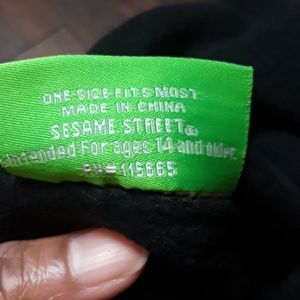 ONE SIZE FITS MOST
MADE IN CHINA
SESAME STREET®
Intended For ages 14 and older.
RN#115665